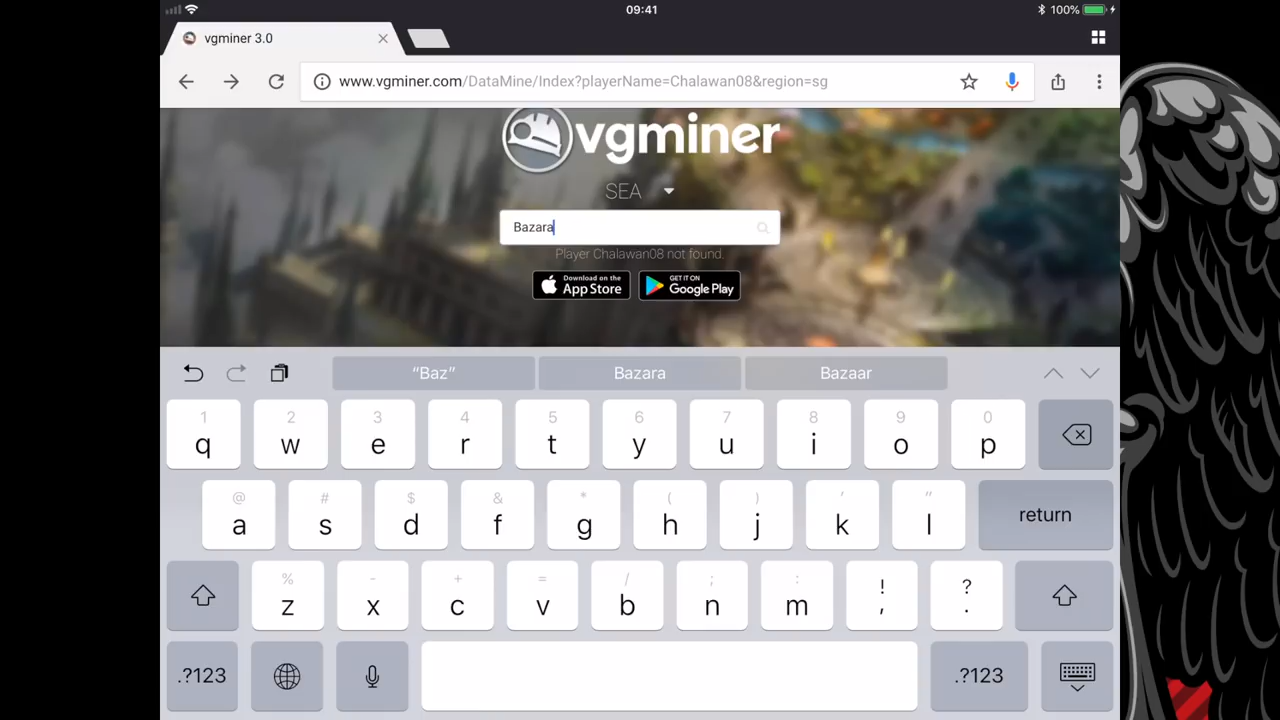 09:41
100%
vgminer 3.0
www.vgminer.com/DataMine/Index?playerName=Chalawan08&region=sg
vgminer
SEA
Bazara
Player Chalawan08 not found.
Download on the
App Store
GET IT ON
Google Play
“Baz” Bazara Bazaar
1 2 3 4 5 6 7 8 9 0
q w e r t y u i o p
@ # $ & * ( ) ' "
a s d f g h j k l return
% - + = / ; : ! ?
z x c v b n m , .
.?123 .?123